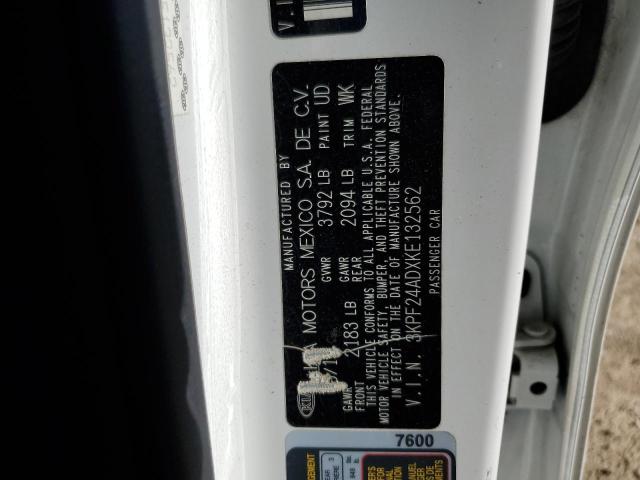 MANUFACTURED BY
KIA MOTORS MEXICO S.A. DE C.V.
GVWR 3792 LB PAINT UD
GAWR FRONT 2183 LB GAWR REAR 2094 LB TRIM WK
THIS VEHICLE CONFORMS TO ALL APPLICABLE U.S.A. FEDERAL
MOTOR VEHICLE SAFETY, BUMPER, AND THEFT PREVENTION STANDARDS
IN EFFECT ON THE DATE OF MANUFACTURE SHOWN ABOVE.
V.I.N. 3KPF24ADXKE132562
PASSENGER CAR
7600